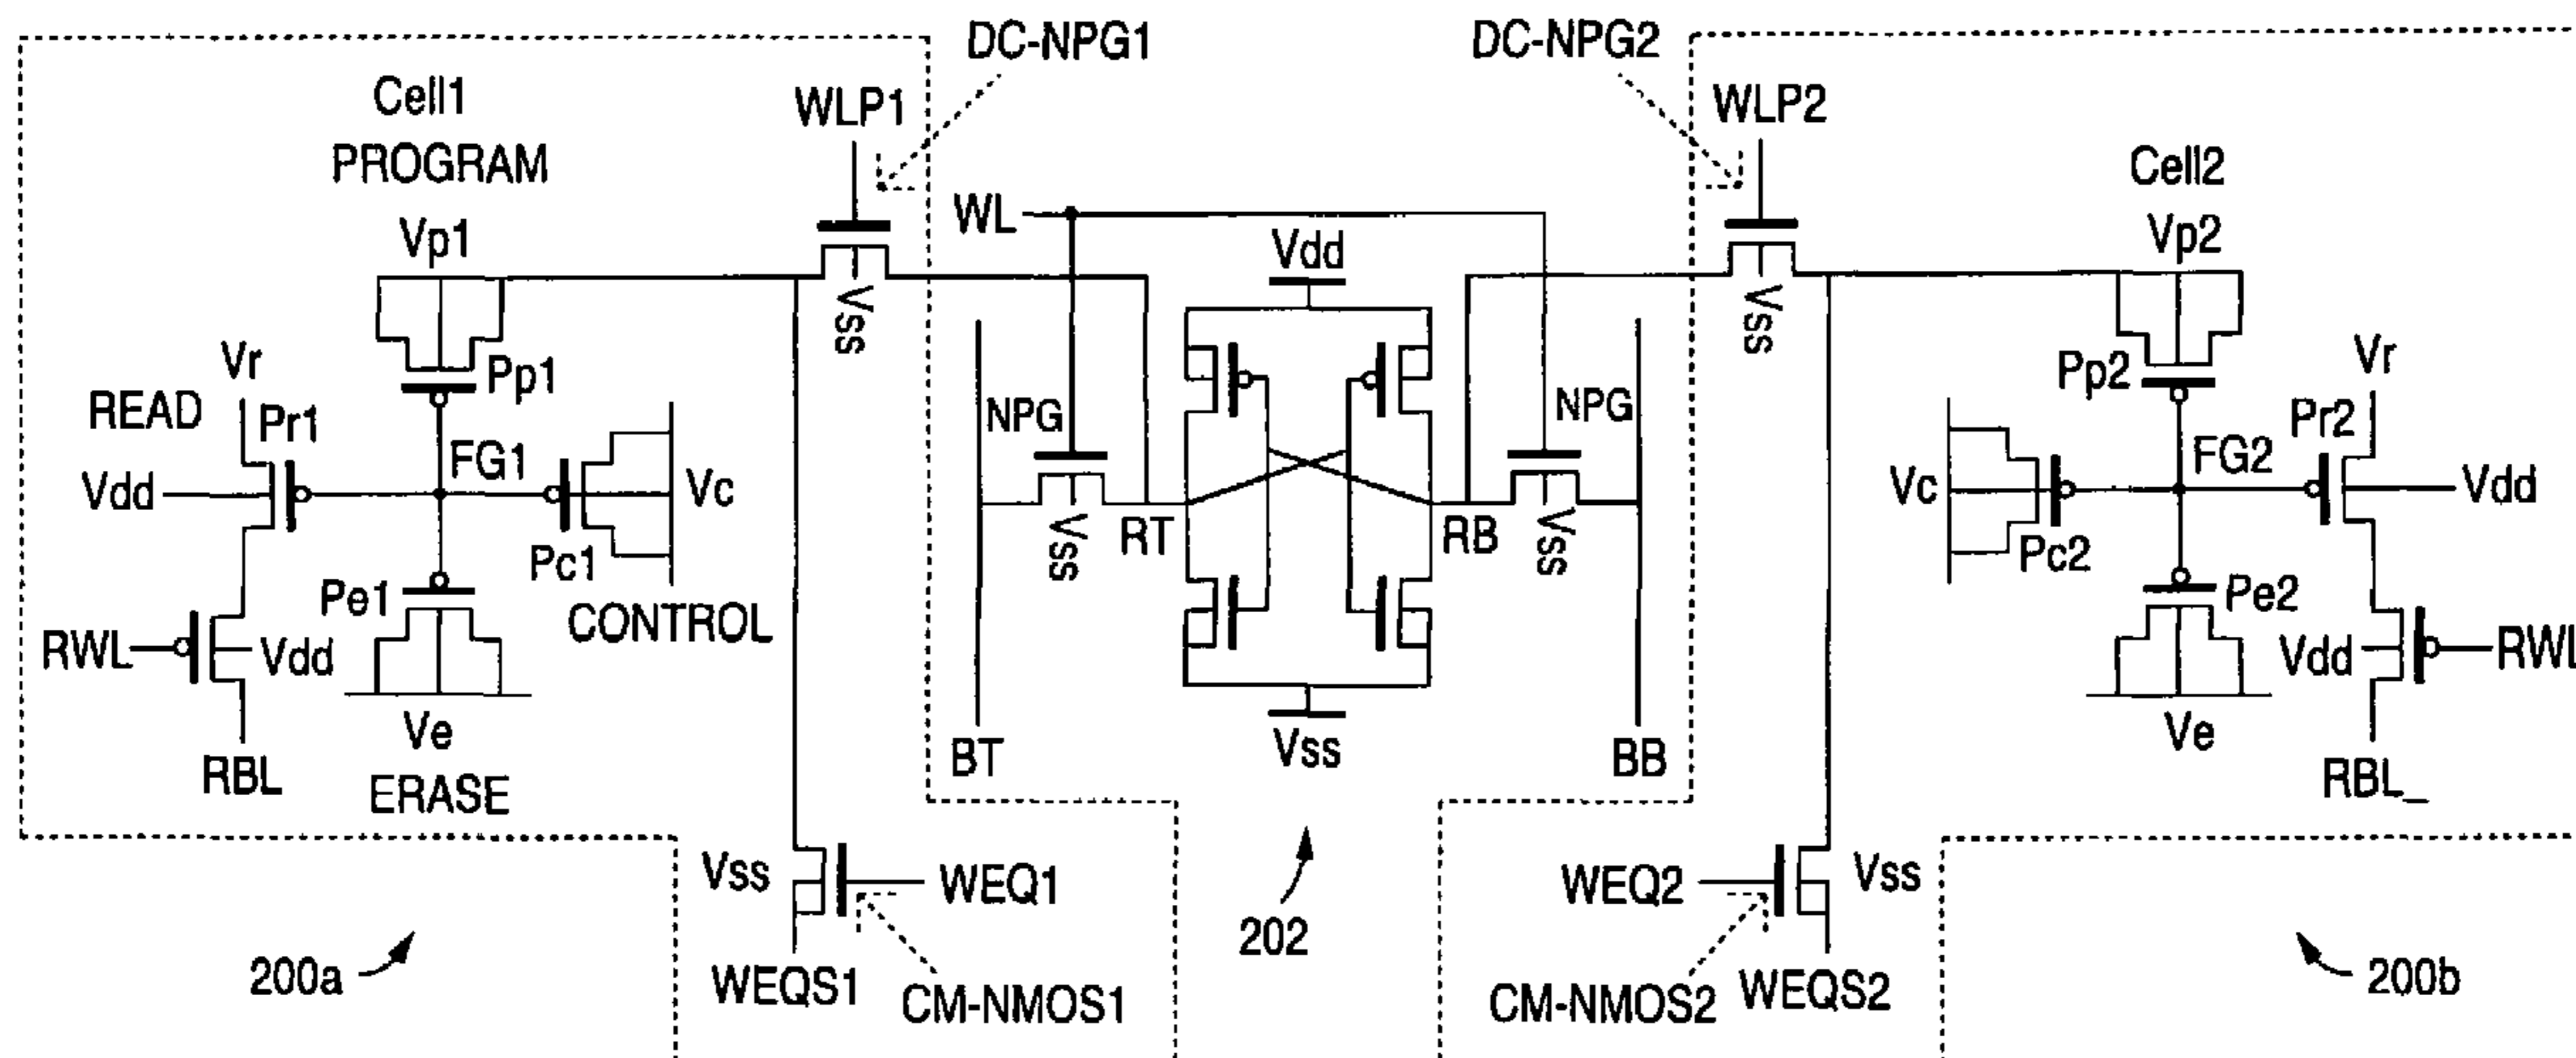 DC-NPG1
DC-NPG2
Cell1
PROGRAM
WLP1
WLP2
Cell2
WL
Vp1
Vdd
Vp2
Vss
Vss
Vr
Vr
Pp1
Pp2
READ
Pr1
NPG
NPG
Pr2
FG1
FG2
Vdd
Vc
Vc
Vdd
Pc1
Vss
RT
RB
Vss
Pc2
Pe1
Pe2
CONTROL
RWL
Vdd
Vdd
RWL
Ve
BT
Vss
BB
Ve
RBL
ERASE
RBL_
Vss
WEQ1
WEQ2
Vss
200a
WEQS1
CM-NMOS1
202
CM-NMOS2
WEQS2
200b